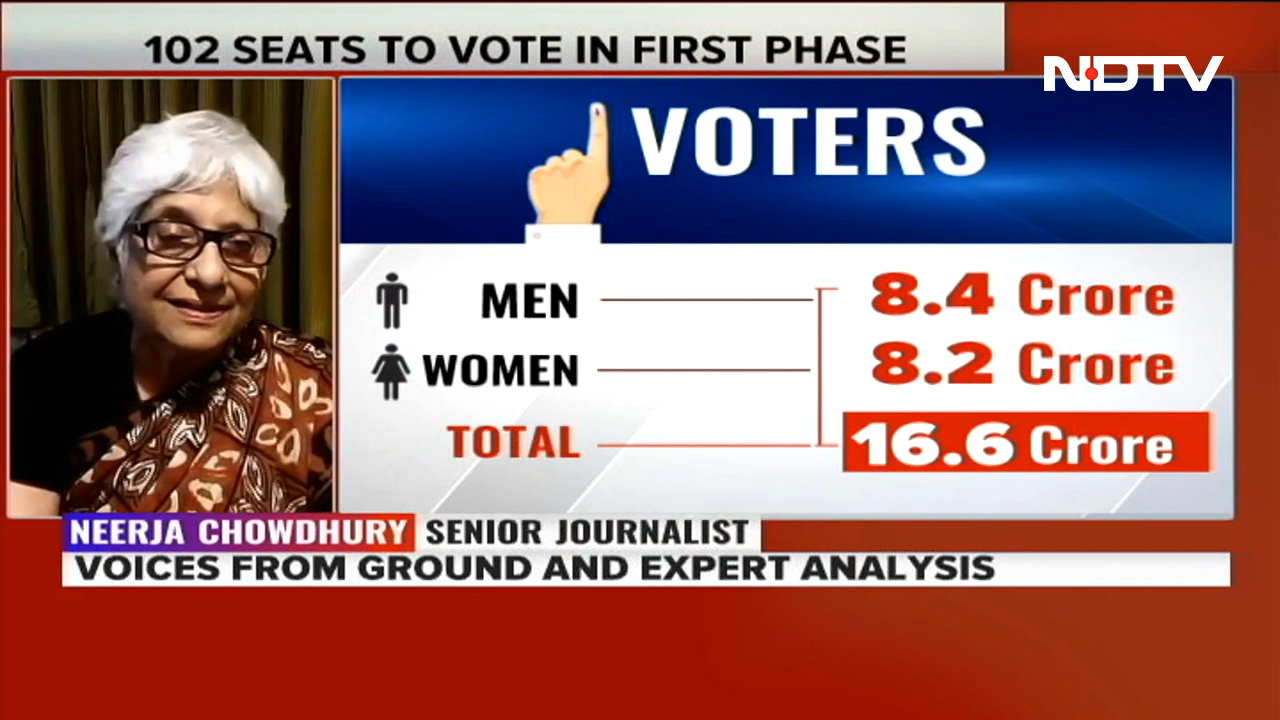 102 SEATS TO VOTE IN FIRST PHASE
NDTV
VOTERS
MEN 8.4 Crore
WOMEN 8.2 Crore
TOTAL 16.6 Crore
NEERJA CHOWDHURY SENIOR JOURNALIST
VOICES FROM GROUND AND EXPERT ANALYSIS